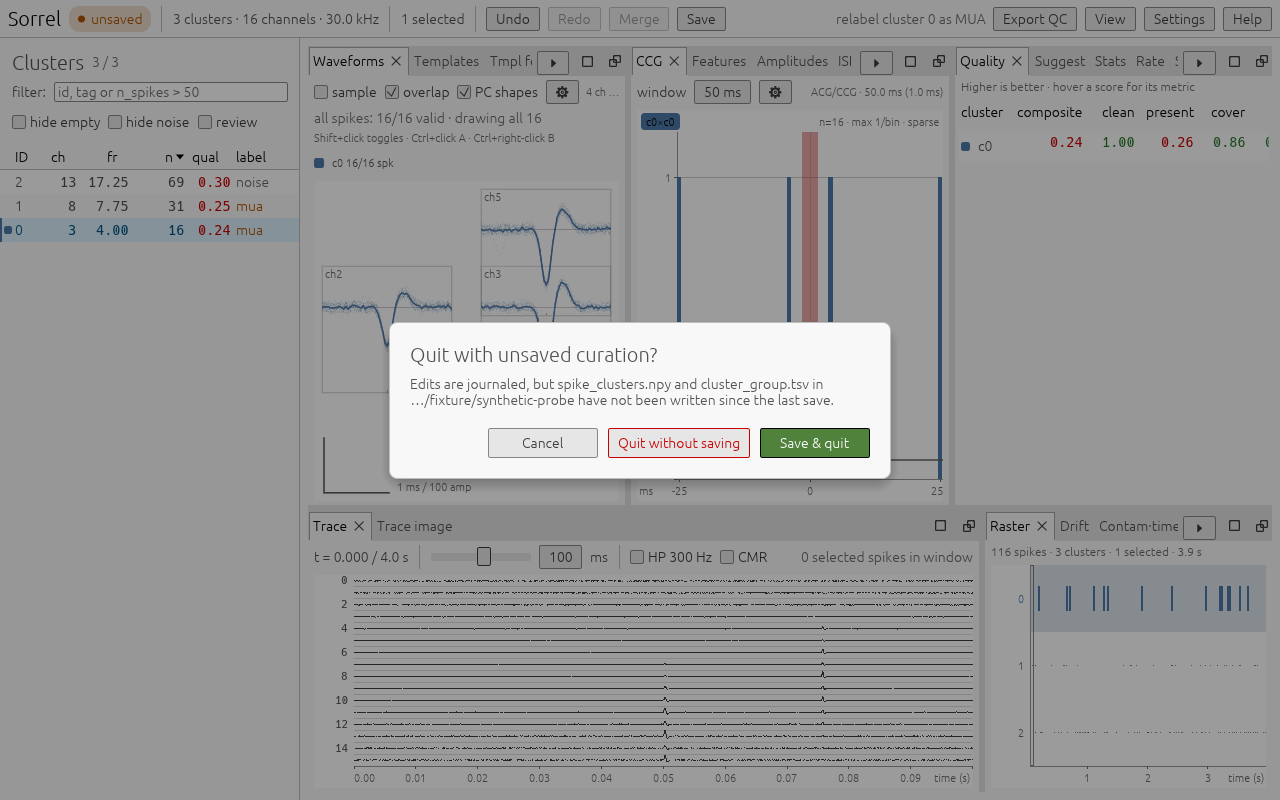 Sorrel ● unsaved 3 clusters · 16 channels · 30.0 kHz 1 selected Undo Redo Merge Save relabel cluster 0 as MUA Export QC View Settings Help
Clusters 3 / 3
filter: id, tag or n_spikes > 50
hide empty hide noise review
ID ch fr n qual label
2 13 17.25 69 0.30 noise
1 8 7.75 31 0.25 mua
0 3 4.00 16 0.24 mua
Waveforms Templates Tmpl
sample overlap PC shapes 4 ch ...
all spikes: 16/16 valid · drawing all 16
Shift+click toggles · Ctrl+click A · Ctrl+right-click B
c0 16/16 spk
ch5
ch2 ch3
1 ms / 100 amp
CCG Features Amplitudes ISI
window 50 ms ACG/CCG · 50.0 ms (1.0 ms)
c0×c0 n=16 · max 1/bin · sparse
1
ms -25 0 25
Quality Suggest Stats Rate
Higher is better · hover a score for its metric
cluster composite clean present cover
c0 0.24 1.00 0.26 0.86
Quit with unsaved curation?
Edits are journaled, but spike_clusters.npy and cluster_group.tsv in
…/fixture/synthetic-probe have not been written since the last save.
Cancel Quit without saving Save & quit
Trace Trace image
t = 0.000 / 4.0 s 100 ms HP 300 Hz CMR 0 selected spikes in window
0
2
4
6
8
10
12
14
0.00 0.01 0.02 0.03 0.04 0.05 0.06 0.07 0.08 0.09 time (s)
Raster Drift Contam-time
116 spikes · 3 clusters · 1 selected · 3.9 s
0
1
2
1 2 3 time (s)